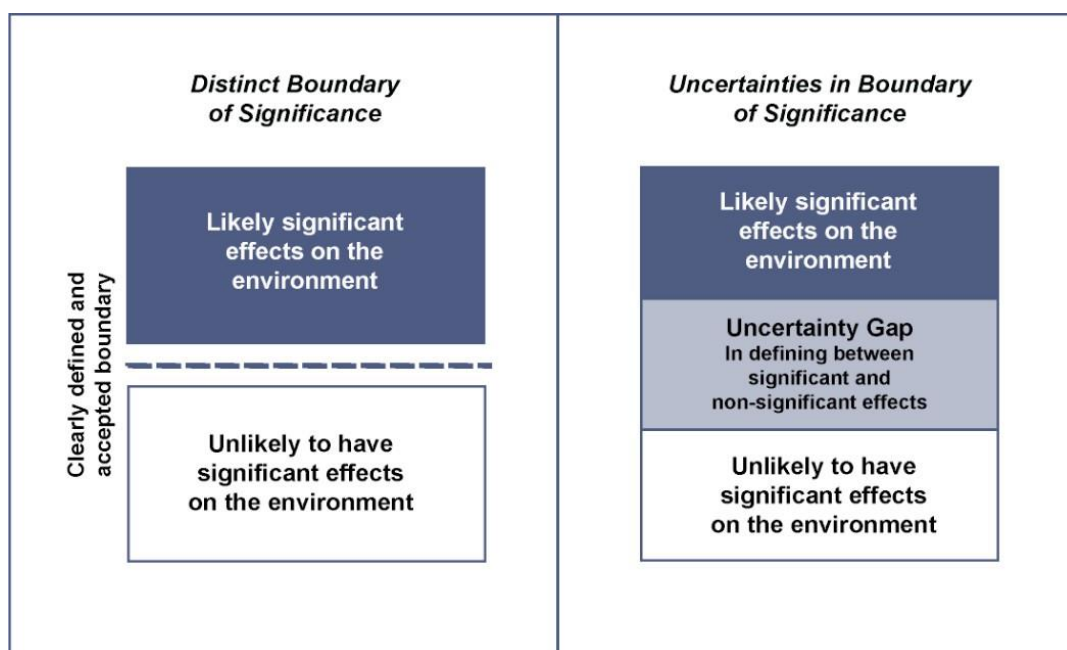 Distinct Boundary
of Significance
Likely significant
effects on the
environment
Clearly defined and
accepted boundary
Unlikely to have
significant effects
on the environment
Uncertainties in Boundary
of Significance
Likely significant
effects on the
environment
Uncertainty Gap
In defining between
significant and
non-significant effects
Unlikely to have
significant effects
on the environment